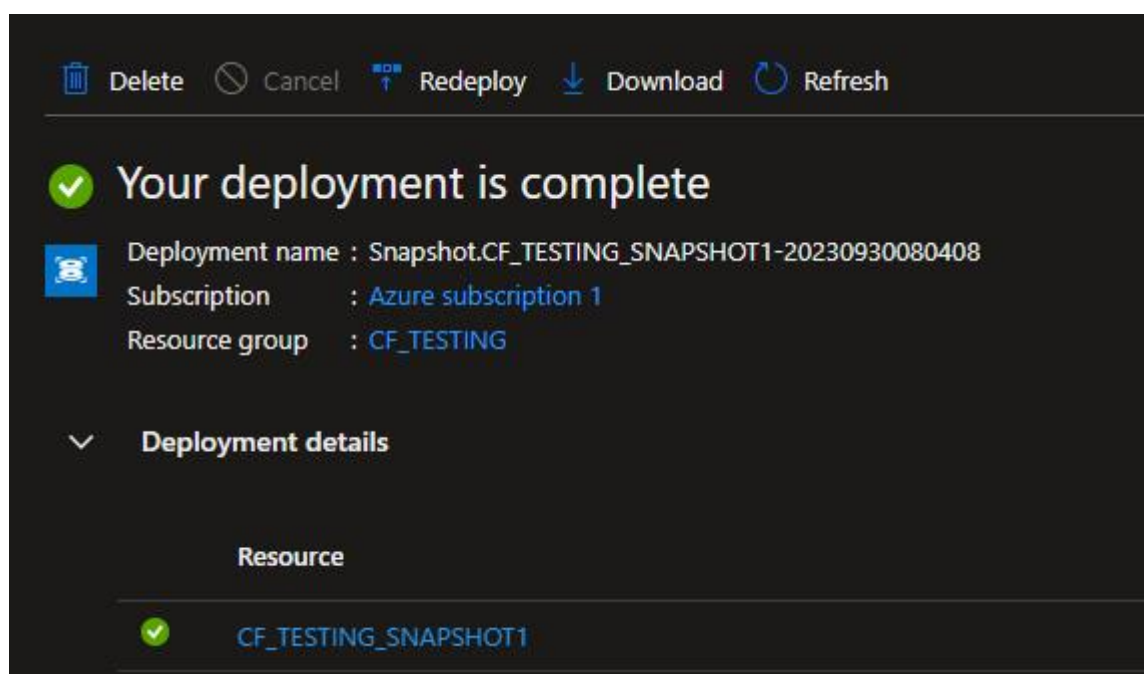 Delete Cancel Redeploy Download Refresh
Your deployment is complete
Deployment name : Snapshot.CF_TESTING_SNAPSHOT1-20230930080408
Subscription : Azure subscription 1
Resource group : CF_TESTING
Deployment details
Resource
CF_TESTING_SNAPSHOT1